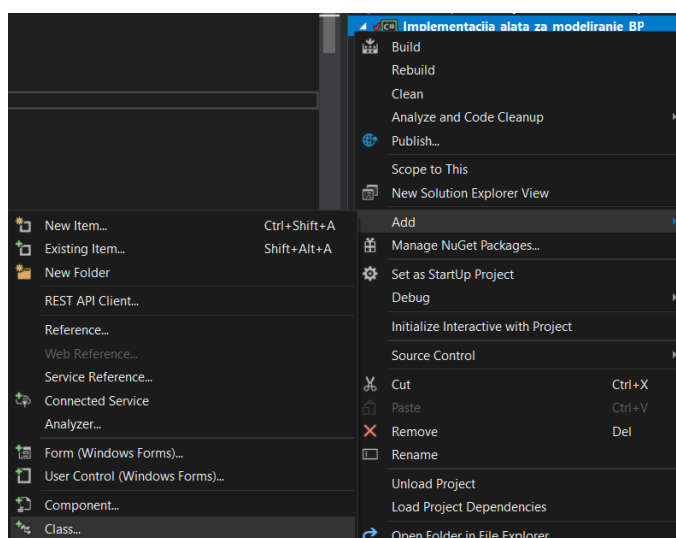 Implementacija alata za modeliranje BP
Build
Rebuild
Clean
Analyze and Code Cleanup
Publish...
Scope to This
New Solution Explorer View
Add
Manage NuGet Packages...
Set as StartUp Project
Debug
Initialize Interactive with Project
Source Control
Cut Ctrl+X
Paste Ctrl+V
Remove Del
Rename
Unload Project
Load Project Dependencies
Open Folder in File Explorer
New Item... Ctrl+Shift+A
Existing Item... Shift+Alt+A
New Folder
REST API Client...
Reference...
Web Reference...
Service Reference...
Connected Service
Analyzer...
Form (Windows Forms)...
User Control (Windows Forms)...
Component...
Class...